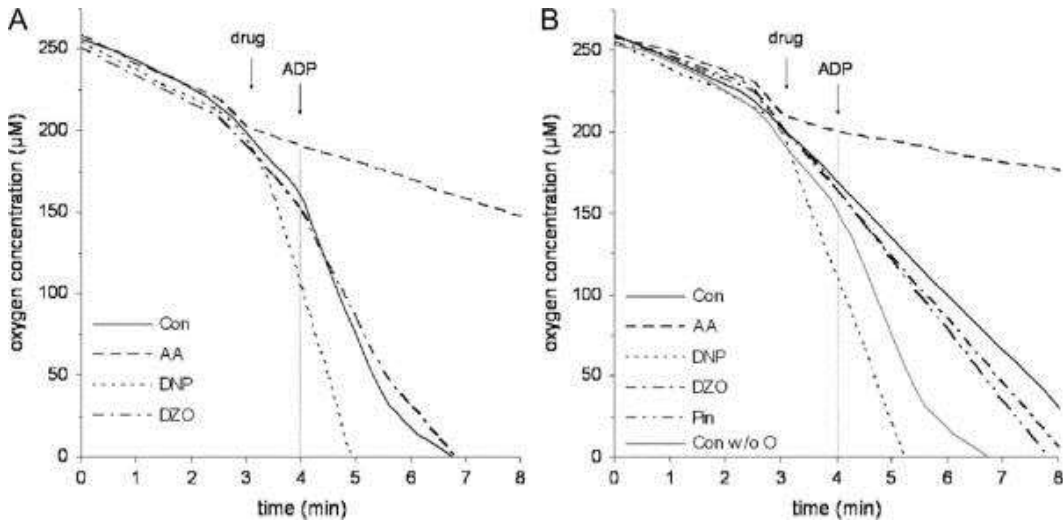 A
drug
ADP
250
200
150
100
50
0
oxygen concentration (µM)
Con
AA
DNP
DZO
0 1 2 3 4 5 6 7 8
time (min)
B
drug
ADP
250
200
150
100
50
0
oxygen concentration (µM)
Con
AA
DNP
DZO
Pin
Con w/o O
0 1 2 3 4 5 6 7 8
time (min)